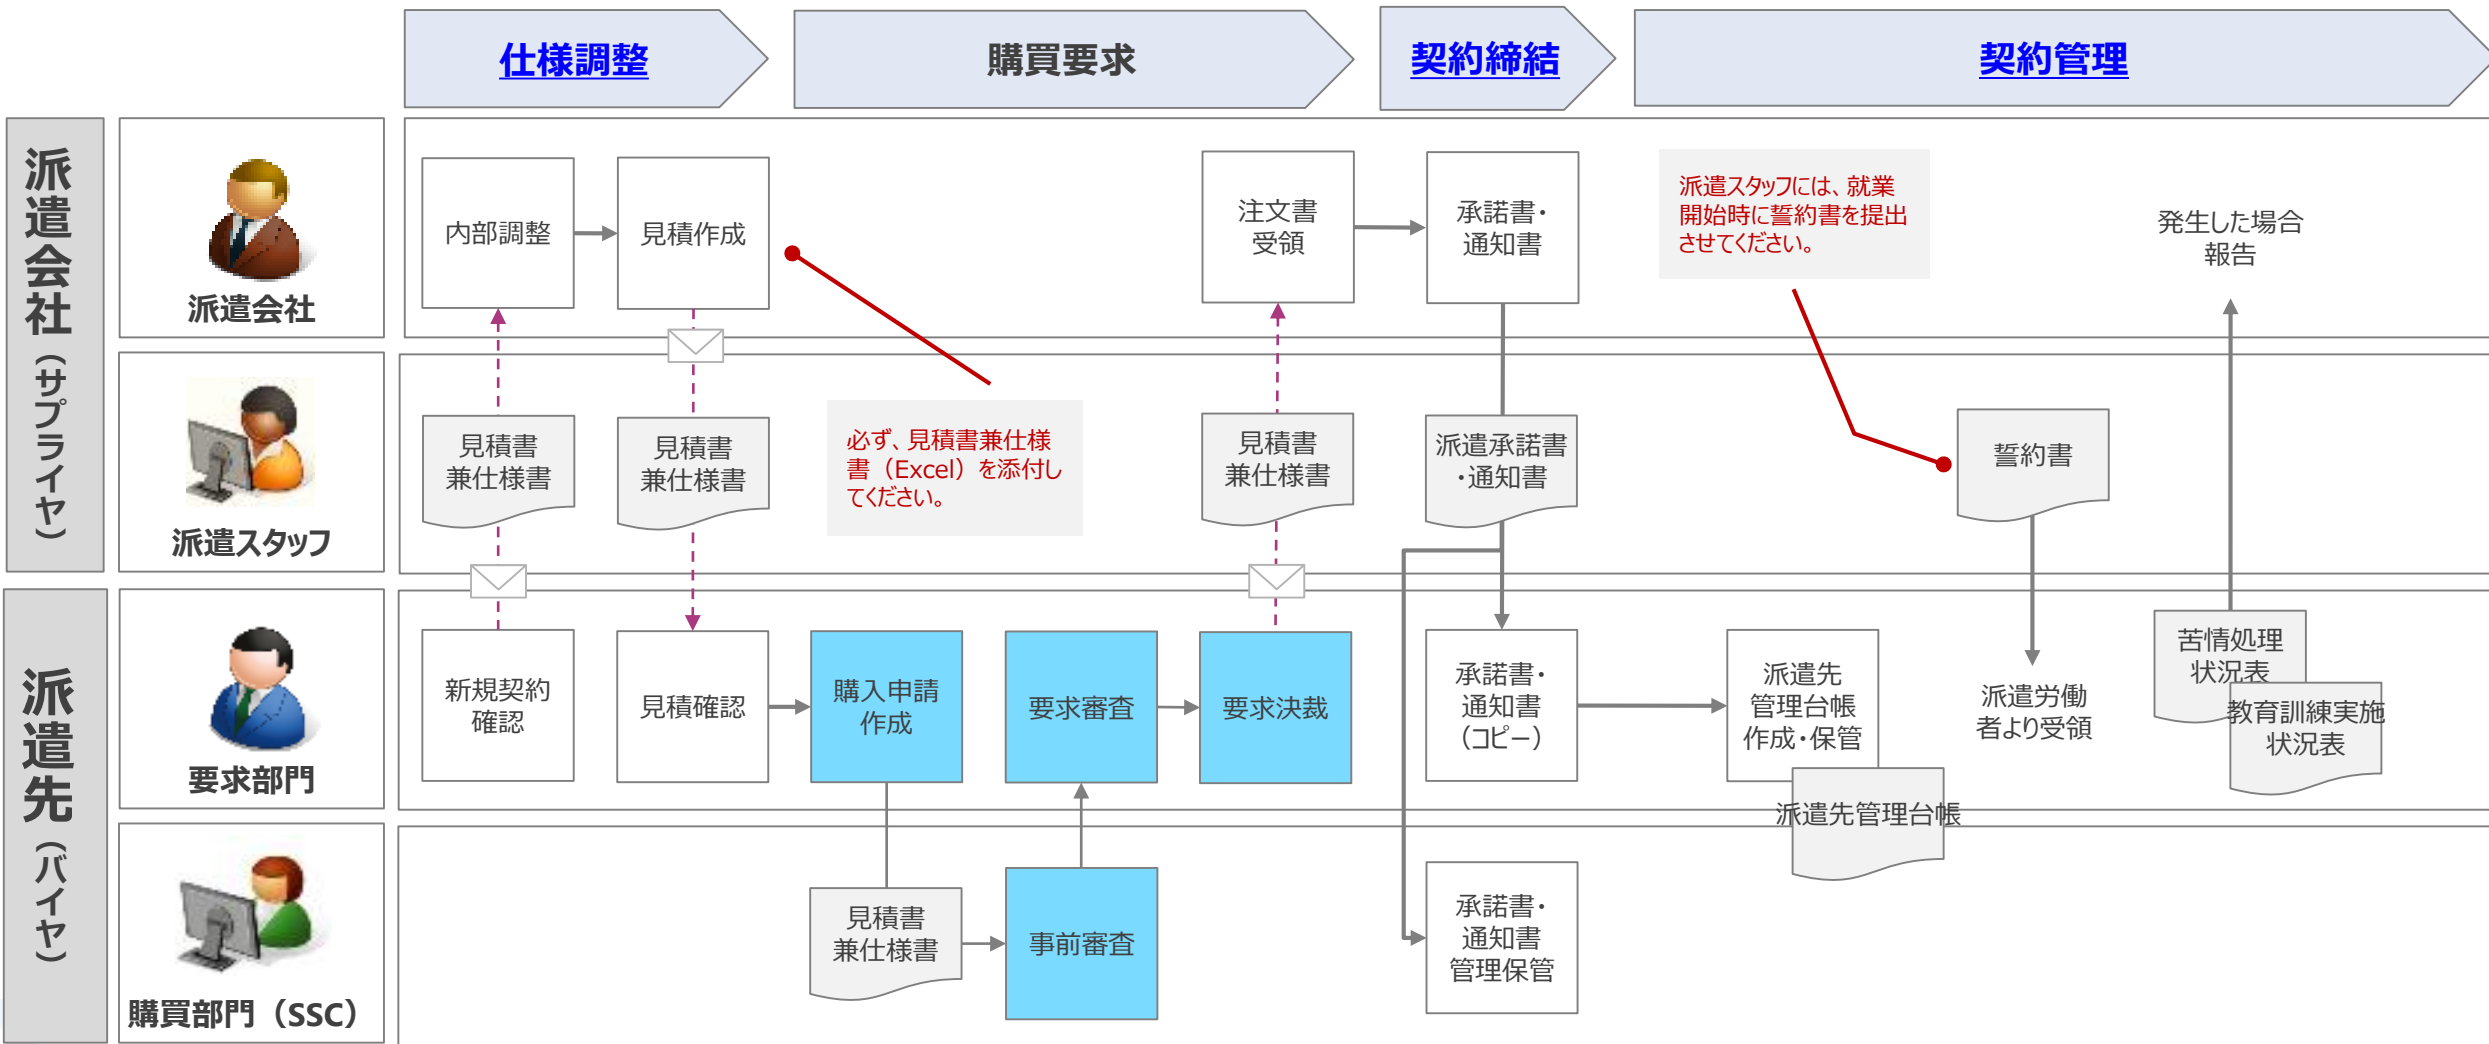 仕様調整
購買要求
契約締結
契約管理
派遣会社（サプライヤ）
派遣会社
内部調整
見積作成
注文書
受領
承諾書・
通知書
派遣スタッフには、就業
開始時に誓約書を提出
させてください。
発生した場合
報告
派遣スタッフ
見積書
兼仕様書
見積書
兼仕様書
必ず、見積書兼仕様
書（Excel）を添付し
てください。
見積書
兼仕様書
派遣承諾書
・通知書
誓約書
派遣先（バイヤ）
要求部門
新規契約
確認
見積確認
購入申請
作成
要求審査
要求決裁
承諾書・
通知書
（コピー）
派遣先
管理台帳
作成・保管
派遣先管理台帳
派遣労働
者より受領
苦情処理
状況表
教育訓練実施
状況表
購買部門（SSC）
見積書
兼仕様書
事前審査
承諾書・
通知書
管理保管